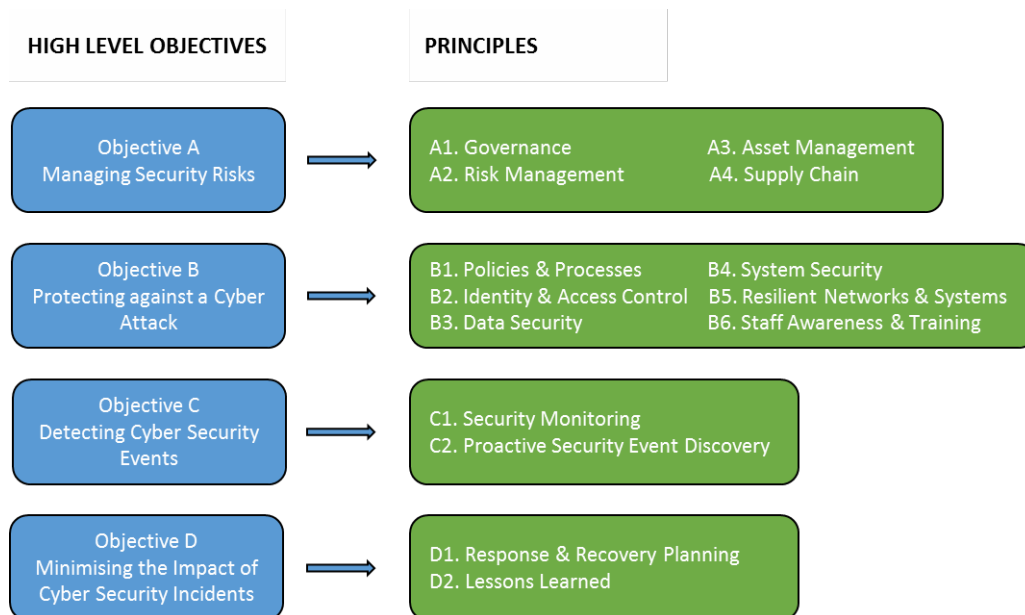 HIGH LEVEL OBJECTIVES
PRINCIPLES
Objective A
Managing Security Risks
A1. Governance
A2. Risk Management
A3. Asset Management
A4. Supply Chain
Objective B
Protecting against a Cyber
Attack
B1. Policies & Processes
B2. Identity & Access Control
B3. Data Security
B4. System Security
B5. Resilient Networks & Systems
B6. Staff Awareness & Training
Objective C
Detecting Cyber Security
Events
C1. Security Monitoring
C2. Proactive Security Event Discovery
Objective D
Minimising the Impact of
Cyber Security Incidents
D1. Response & Recovery Planning
D2. Lessons Learned